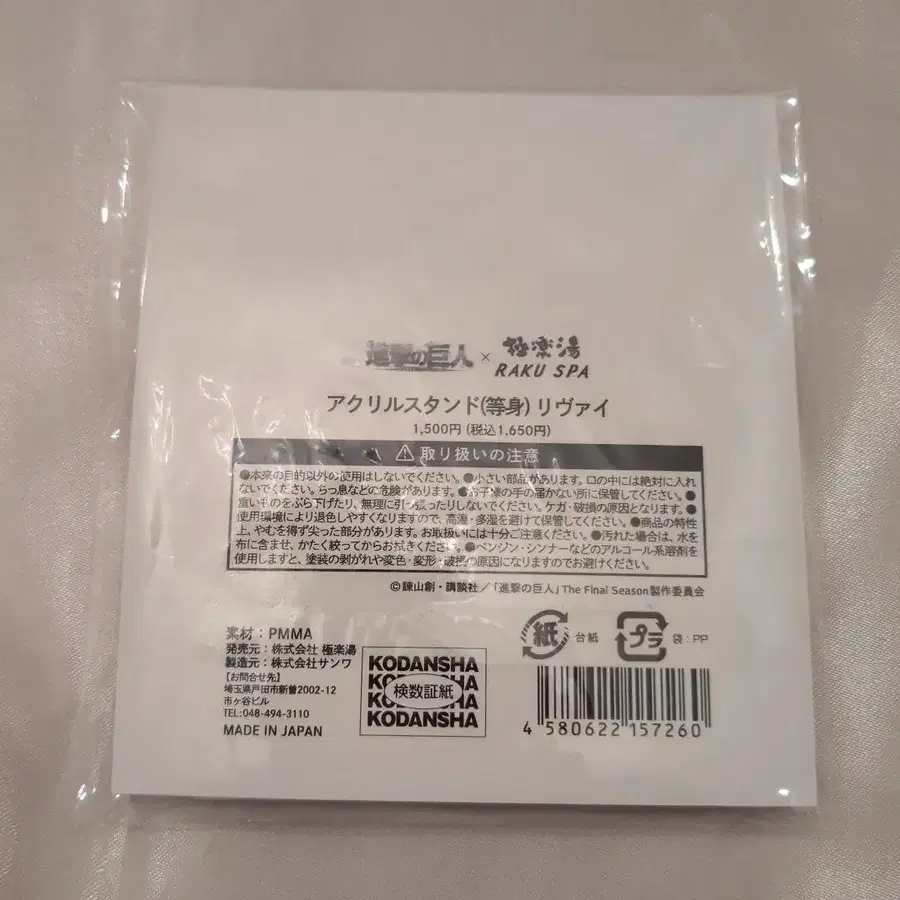 進撃の巨人 × 極楽湯 RAKU SPA
アクリルスタンド(等身) リヴァイ
1,500円 (税込1,650円)
⚠ 取り扱いの注意
●本来の目的以外の使用はしないでください。●小さい部品があります。口の中には絶対に入れ
ないでください。ちっ息などの危険があります。●お子様の手の届かない所に保管してください。●
重いものをぶら下げたり、無理に引っ張ったりしないでください。ケガ・破損の原因となります。●
使用環境により退色しやすくなりますので、高温・多湿を避けて保管してください。●商品の特性
上、やむを得ず尖った部分があります。お取扱いには十分ご注意ください。●汚れた場合は、水を
布に含ませ、かたく絞ってからお拭きください。●ベンジン・シンナーなどのアルコール系溶剤を
使用しますと、塗装の剥がれや変色・変形・破損の原因になりますのでお避けください。
©諫山創・講談社／「進撃の巨人」The Final Season製作委員会
素材：PMMA
発売元：株式会社 極楽湯
製造元：株式会社サンワ
【お問合せ先】
埼玉県戸田市新曽2002-12
市ヶ谷ビル
TEL:048-494-3110
MADE IN JAPAN
KODANSHA
KODANSHA
検数証紙
KODANSHA
KODANSHA
紙 台紙 プラ 袋：PP
4 580622 157260